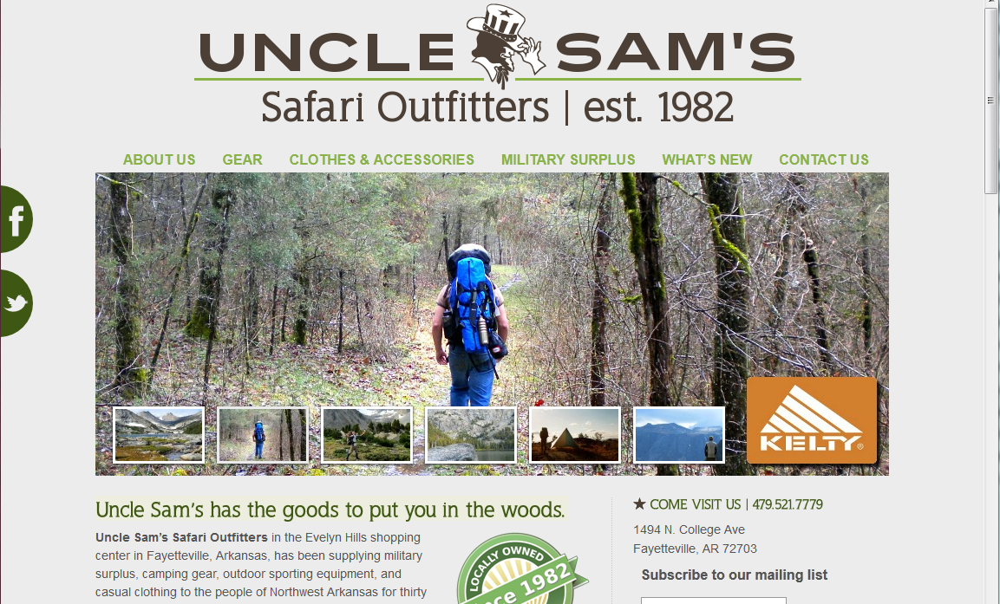 UNCLE SAM'S
Safari Outfitters | est. 1982
ABOUT US GEAR CLOTHES & ACCESSORIES MILITARY SURPLUS WHAT'S NEW CONTACT US
KELTY®
Uncle Sam's has the goods to put you in the woods.
Uncle Sam's Safari Outfitters in the Evelyn Hills shopping
center in Fayetteville, Arkansas, has been supplying military
surplus, camping gear, outdoor sporting equipment, and
casual clothing to the people of Northwest Arkansas for thirty
LOCALLY OWNED
1982
★ COME VISIT US | 479.521.7779
1494 N. College Ave
Fayetteville, AR 72703
Subscribe to our mailing list